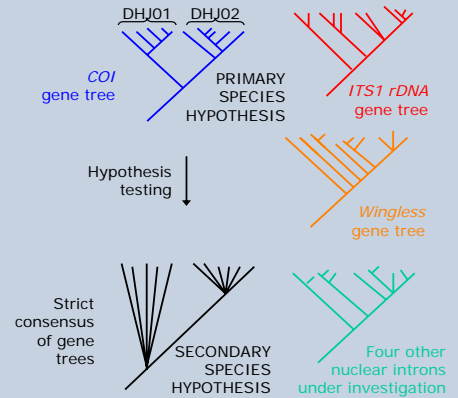 DHJ01 DHJ02
COI
gene tree
PRIMARY
SPECIES
HYPOTHESIS
ITS1 rDNA
gene tree
Hypothesis
testing
Wingless
gene tree
Strict
consensus
of gene
trees
SECONDARY
SPECIES
HYPOTHESIS
Four other
nuclear introns
under investigation